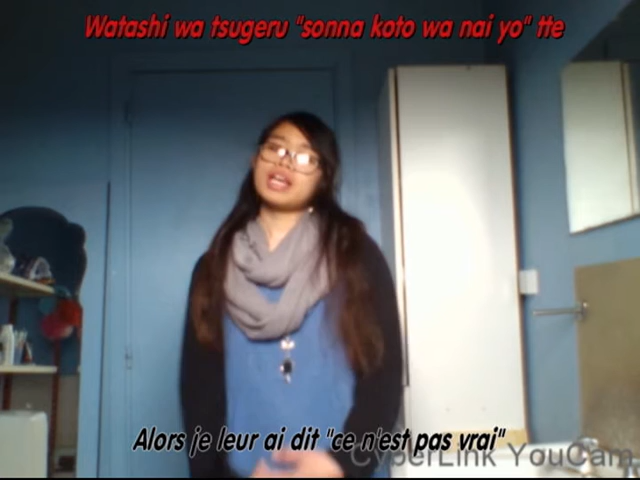 Watashi wa tsugeru "sonna koto wa nai yo" tte
Alors je leur ai dit "ce n'est pas vrai"
CyberLink YouCam